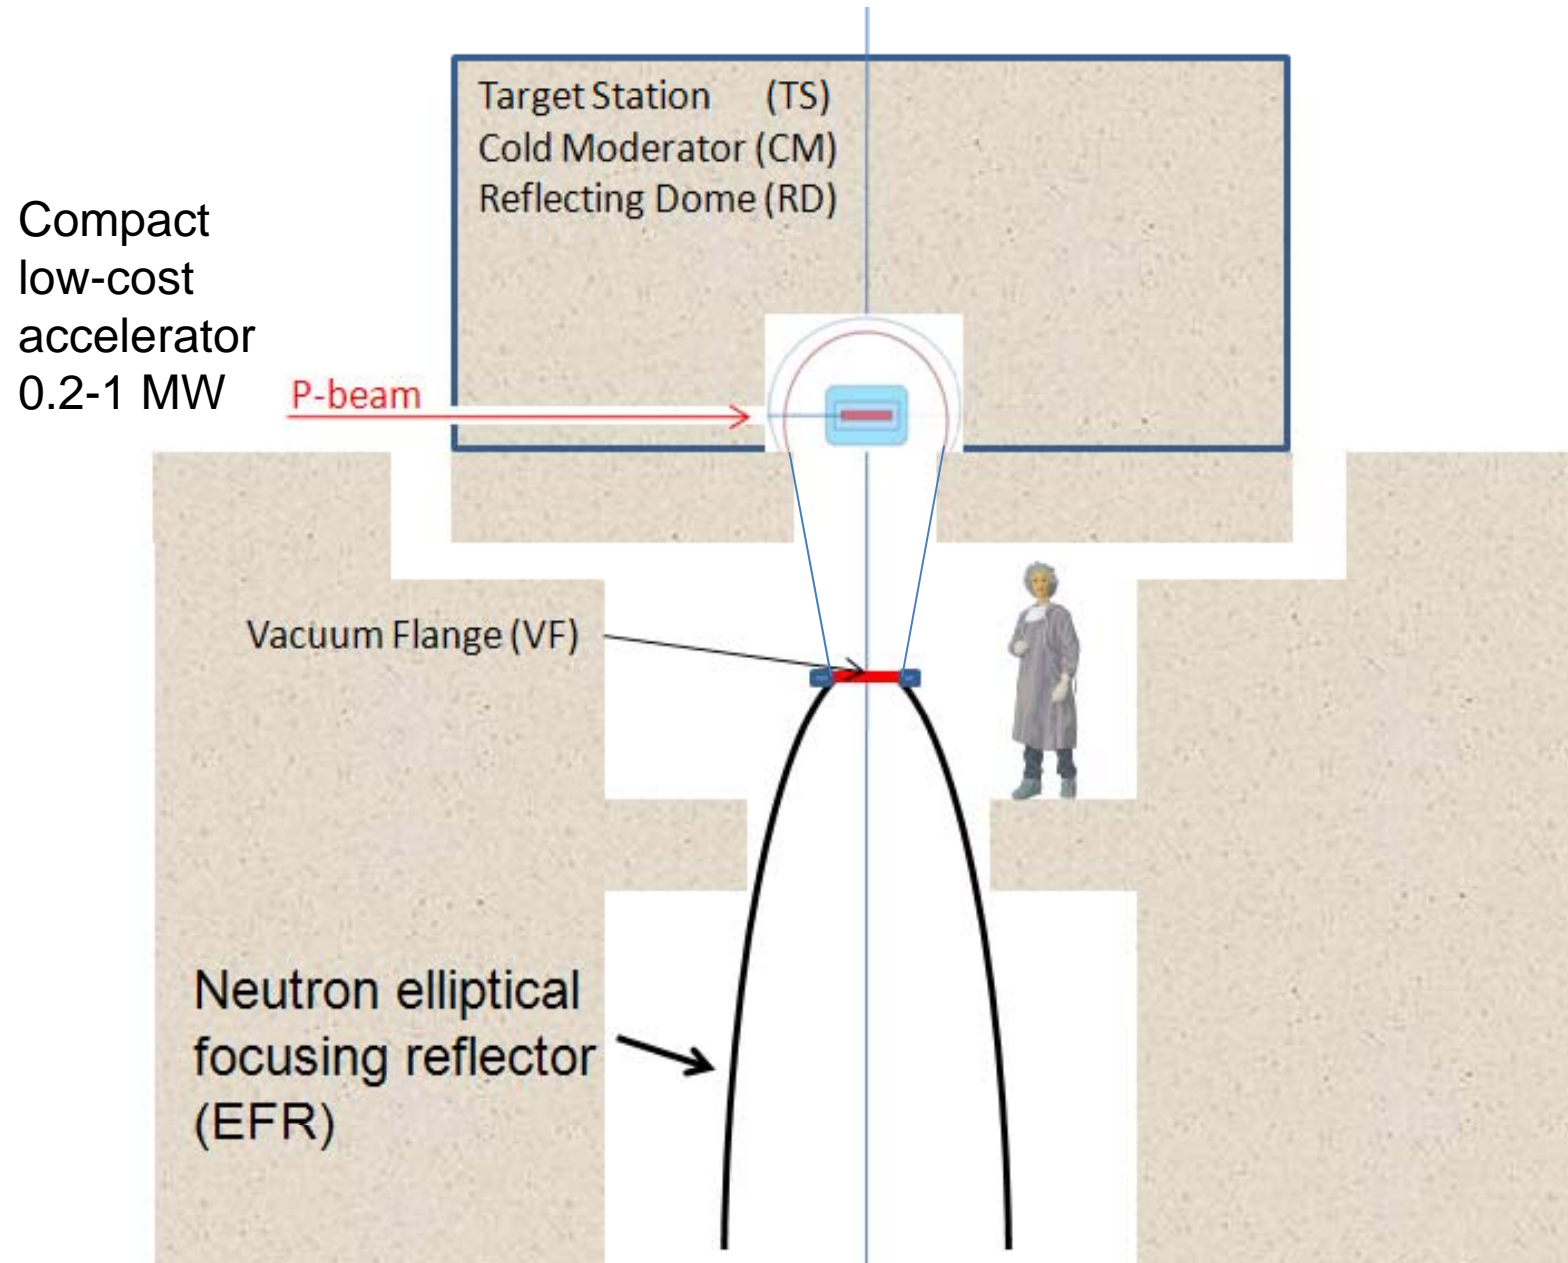 Target Station (TS)
Cold Moderator (CM)
Reflecting Dome (RD)
Compact
low-cost
accelerator
0.2-1 MW
P-beam
Vacuum Flange (VF)
Neutron elliptical
focusing reflector
(EFR)